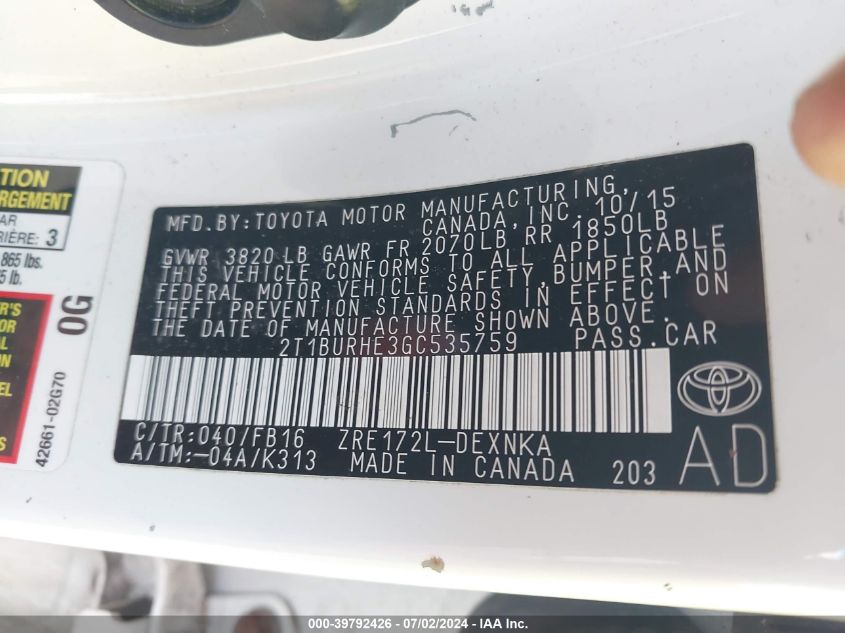 TION
RGEMENT
AR
RIÈRE: 3
865 lbs.
5 lb.
R'S
OR
AL
ON
EL
42661-02G70
0G
MFD.BY:TOYOTA MOTOR MANUFACTURING,
CANADA, INC. 10/15
GVWR 3820 LB GAWR FR 2070LB RR 1850LB
THIS VEHICLE CONFORMS TO ALL APPLICABLE
FEDERAL MOTOR VEHICLE SAFETY,BUMPER,AND
THEFT PREVENTION STANDARDS IN EFFECT ON
THE DATE OF MANUFACTURE SHOWN ABOVE.
2T1BURHE3GC535759 PASS.CAR
C/TR:040/FB16 ZRE172L-DEXNKA
A/TM:-04A/K313 MADE IN CANADA 203
AD
000-39792426 - 07/02/2024 - IAA Inc.